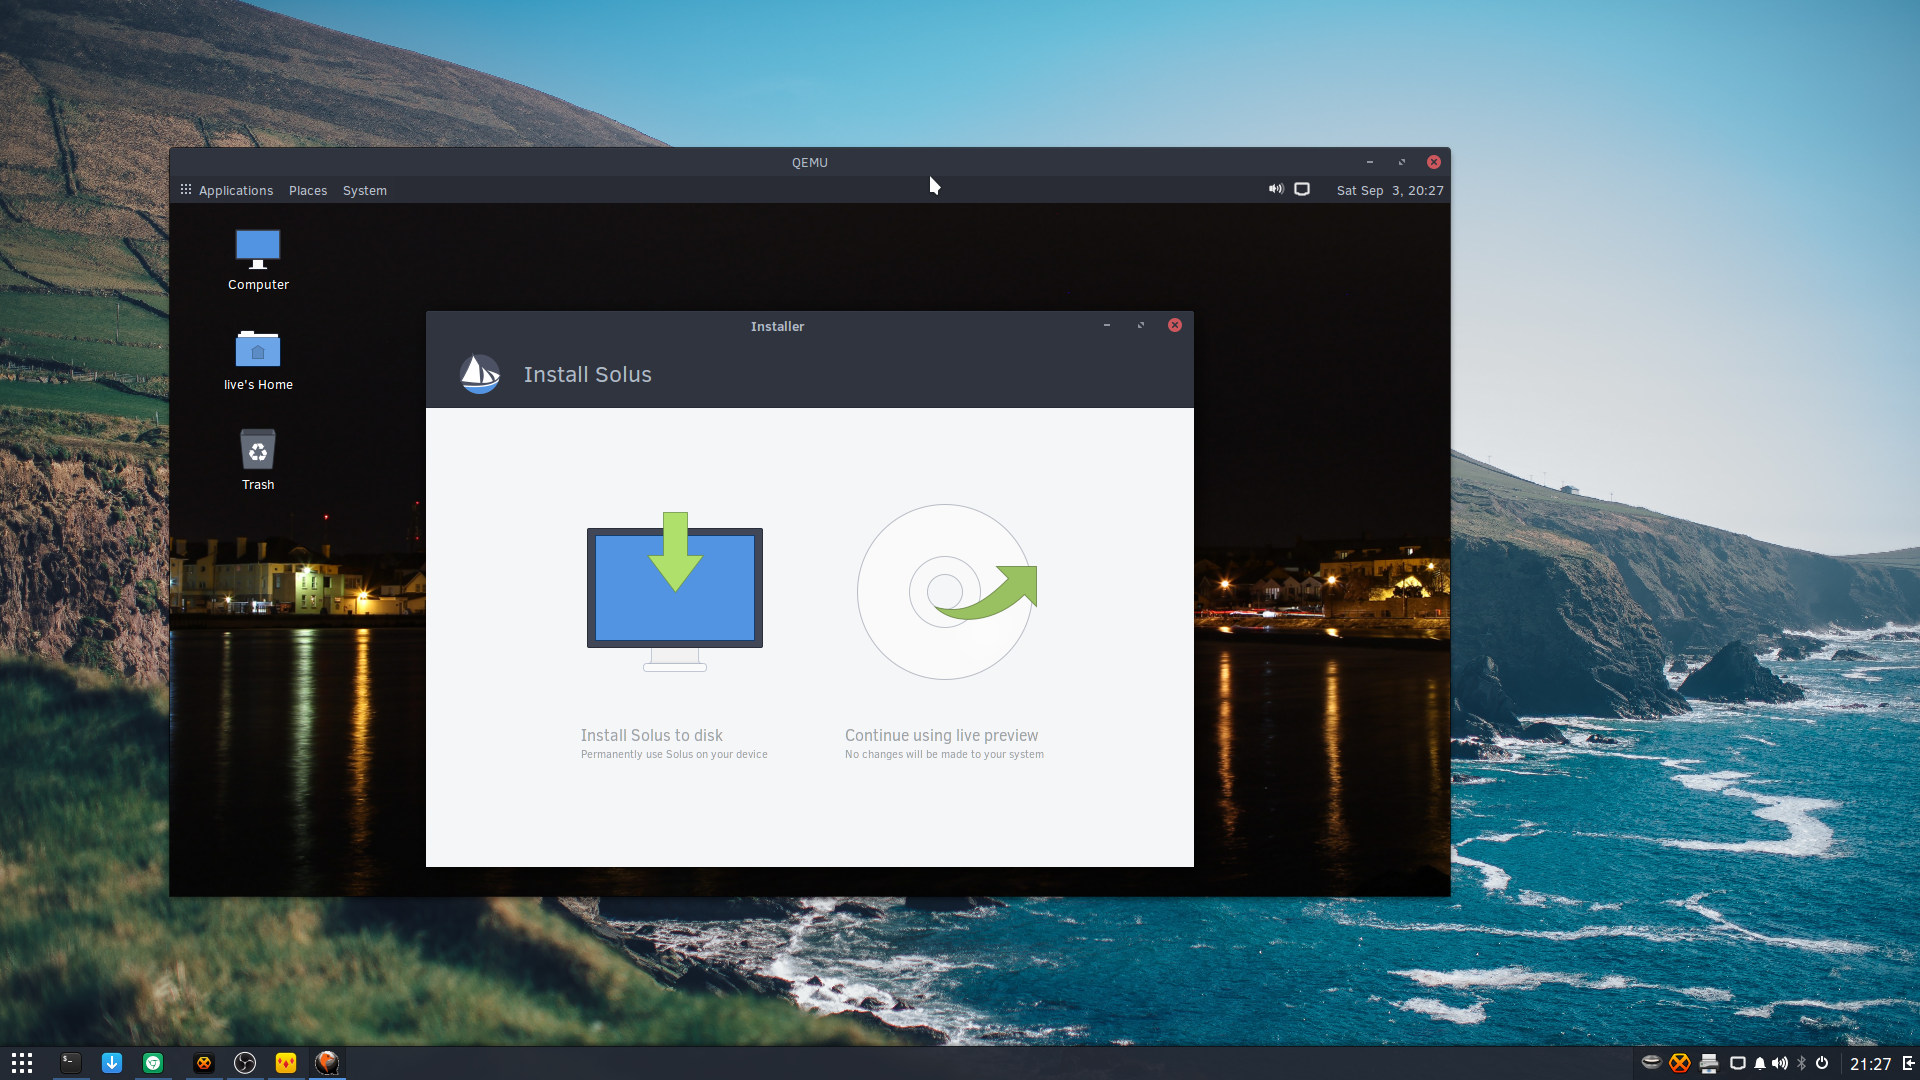 QEMU
Applications Places System Sat Sep 3, 20:27
Computer
live's Home
Trash
Installer
Install Solus
Install Solus to disk
Permanently use Solus on your device
Continue using live preview
No changes will be made to your system
21:27